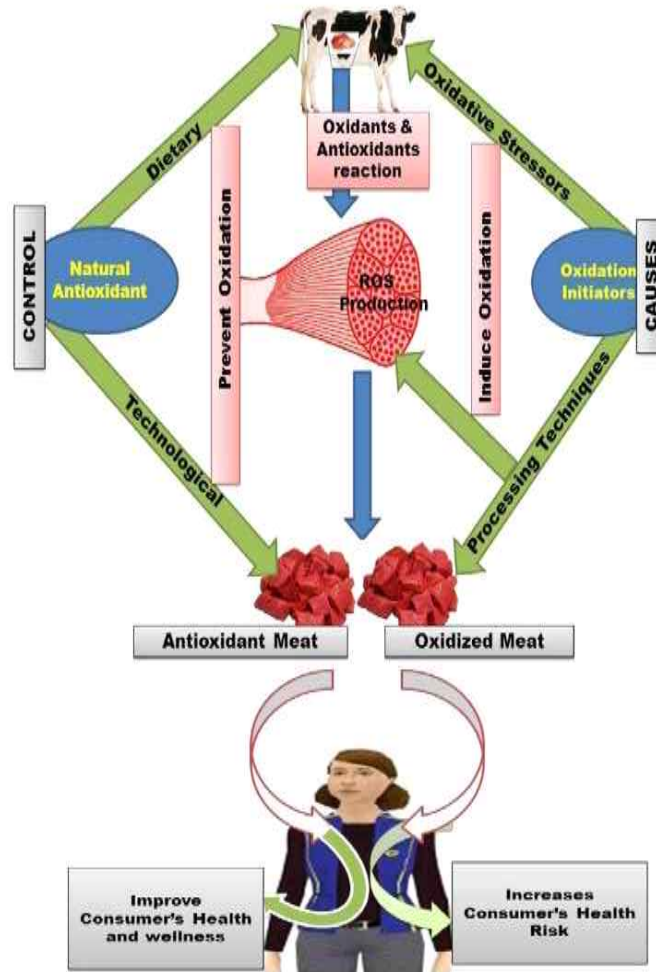 Dietary
Oxidative Stressors
Oxidants &
Antioxidants
reaction
CONTROL
Natural
Antioxidant
Prevent Oxidation
ROS
Production
Induce Oxidation
Oxidation
Initiators
CAUSES
Technological
Processing Techniques
Antioxidant Meat
Oxidized Meat
Improve
Consumer's Health
and wellness
Increases
Consumer's Health
Risk